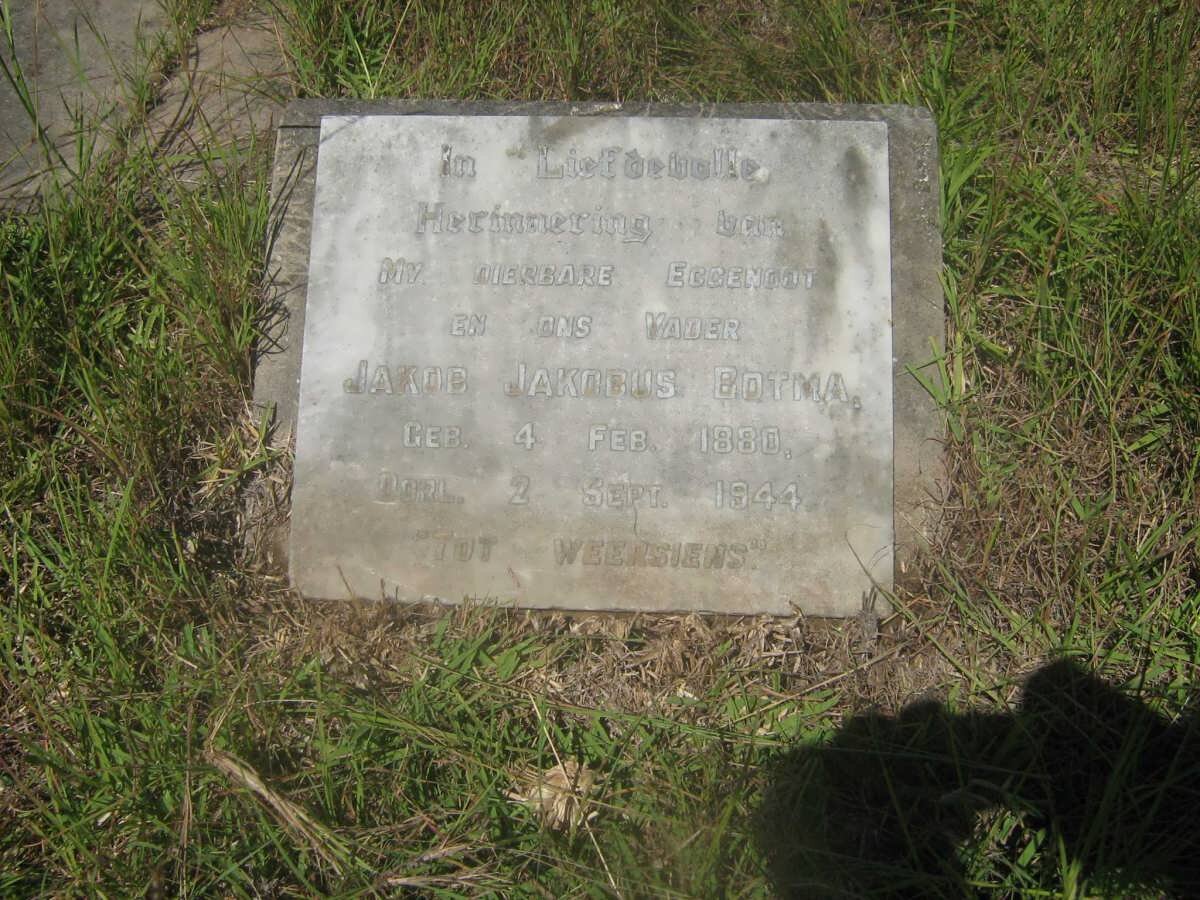 In Liefdevolle
Herinnering van
My dierbare Eggenoot
en ons Vader
Jakob Jakobus Botma,
Geb. 4 Feb. 1880,
Oorl. 2 Sept. 1944
"Tot Weersiens"